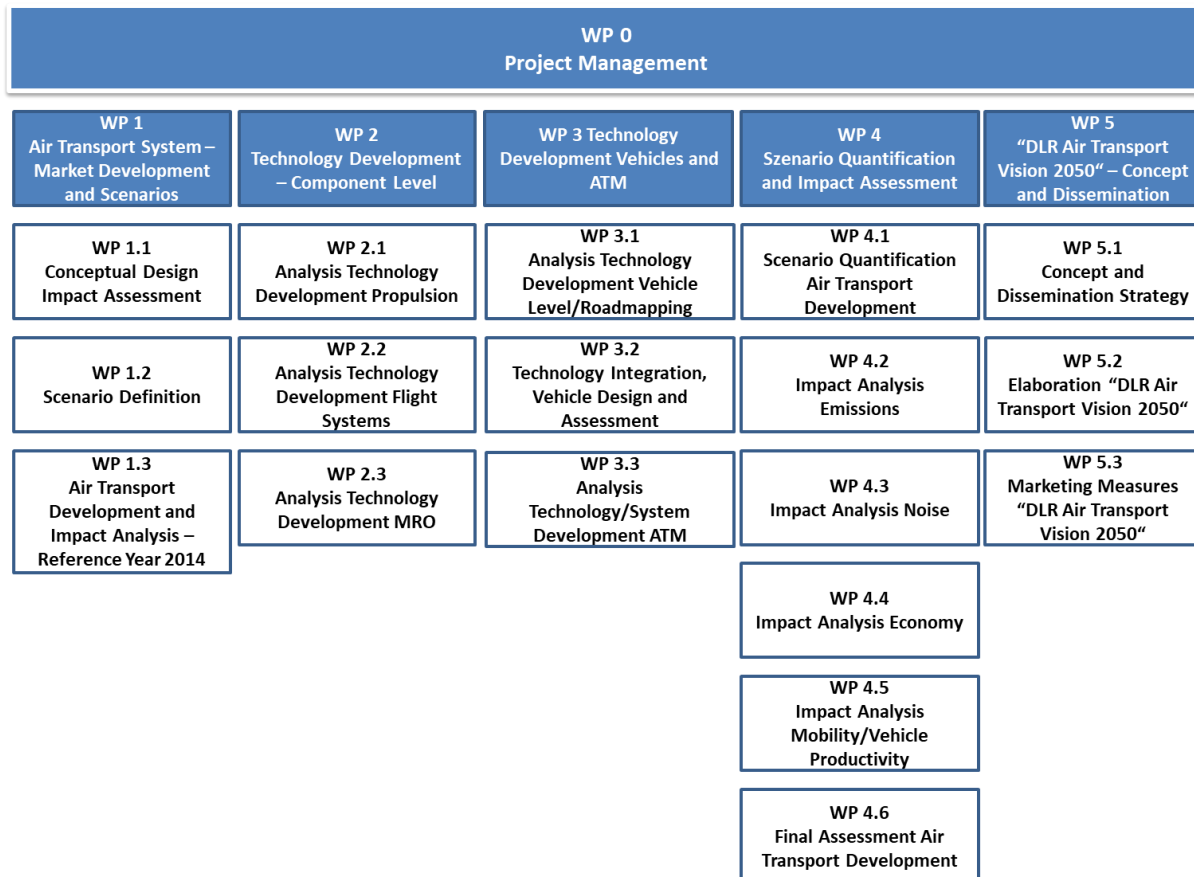 WP 0
Project Management
WP 1
Air Transport System –
Market Development
and Scenarios
WP 2
Technology Development
– Component Level
WP 3 Technology
Development Vehicles and
ATM
WP 4
Szenario Quantification
and Impact Assessment
WP 5
“DLR Air Transport
Vision 2050“ – Concept
and Dissemination
WP 1.1
Conceptual Design
Impact Assessment
WP 1.2
Scenario Definition
WP 1.3
Air Transport
Development and
Impact Analysis –
Reference Year 2014
WP 2.1
Analysis Technology
Development Propulsion
WP 2.2
Analysis Technology
Development Flight
Systems
WP 2.3
Analysis Technology
Development MRO
WP 3.1
Analysis Technology
Development Vehicle
Level/Roadmapping
WP 3.2
Technology Integration,
Vehicle Design and
Assessment
WP 3.3
Analysis
Technology/System
Development ATM
WP 4.1
Scenario Quantification
Air Transport
Development
WP 4.2
Impact Analysis
Emissions
WP 4.3
Impact Analysis Noise
WP 4.4
Impact Analysis Economy
WP 4.5
Impact Analysis
Mobility/Vehicle
Productivity
WP 4.6
Final Assessment Air
Transport Development
WP 5.1
Concept and
Dissemination Strategy
WP 5.2
Elaboration “DLR Air
Transport Vision 2050“
WP 5.3
Marketing Measures
“DLR Air Transport
Vision 2050“